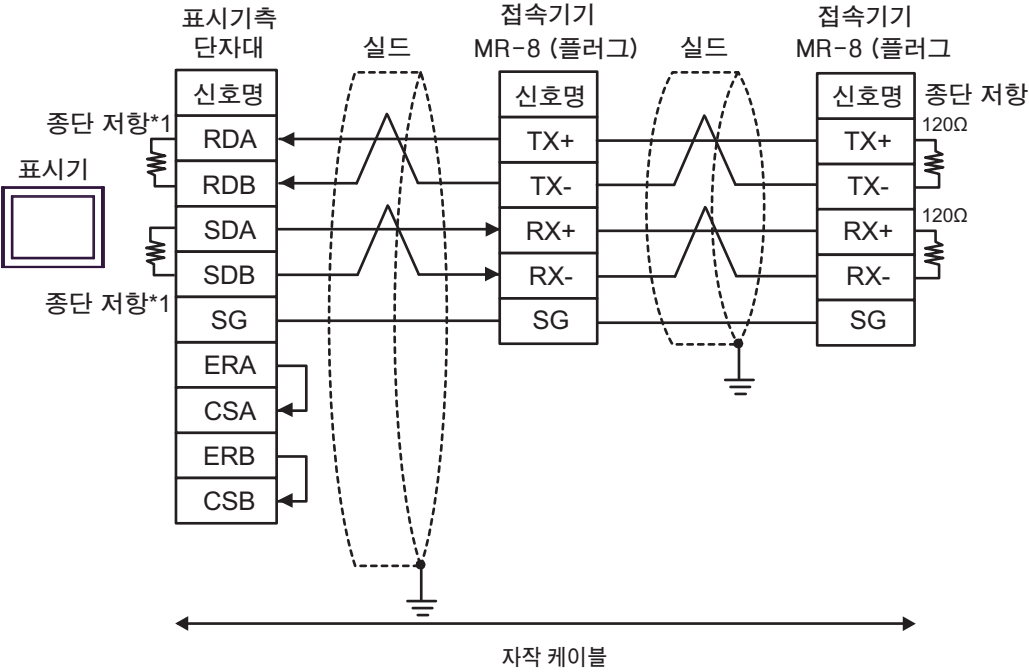 표시기측
단자대
실드
접속기기
MR-8 (플러그)
실드
접속기기
MR-8 (플러그
종단 저항*1
표시기
종단 저항*1
신호명
RDA
RDB
SDA
SDB
SG
ERA
CSA
ERB
CSB
신호명
TX+
TX-
RX+
RX-
SG
신호명
TX+
TX-
RX+
RX-
SG
종단 저항
120Ω
120Ω
자작 케이블